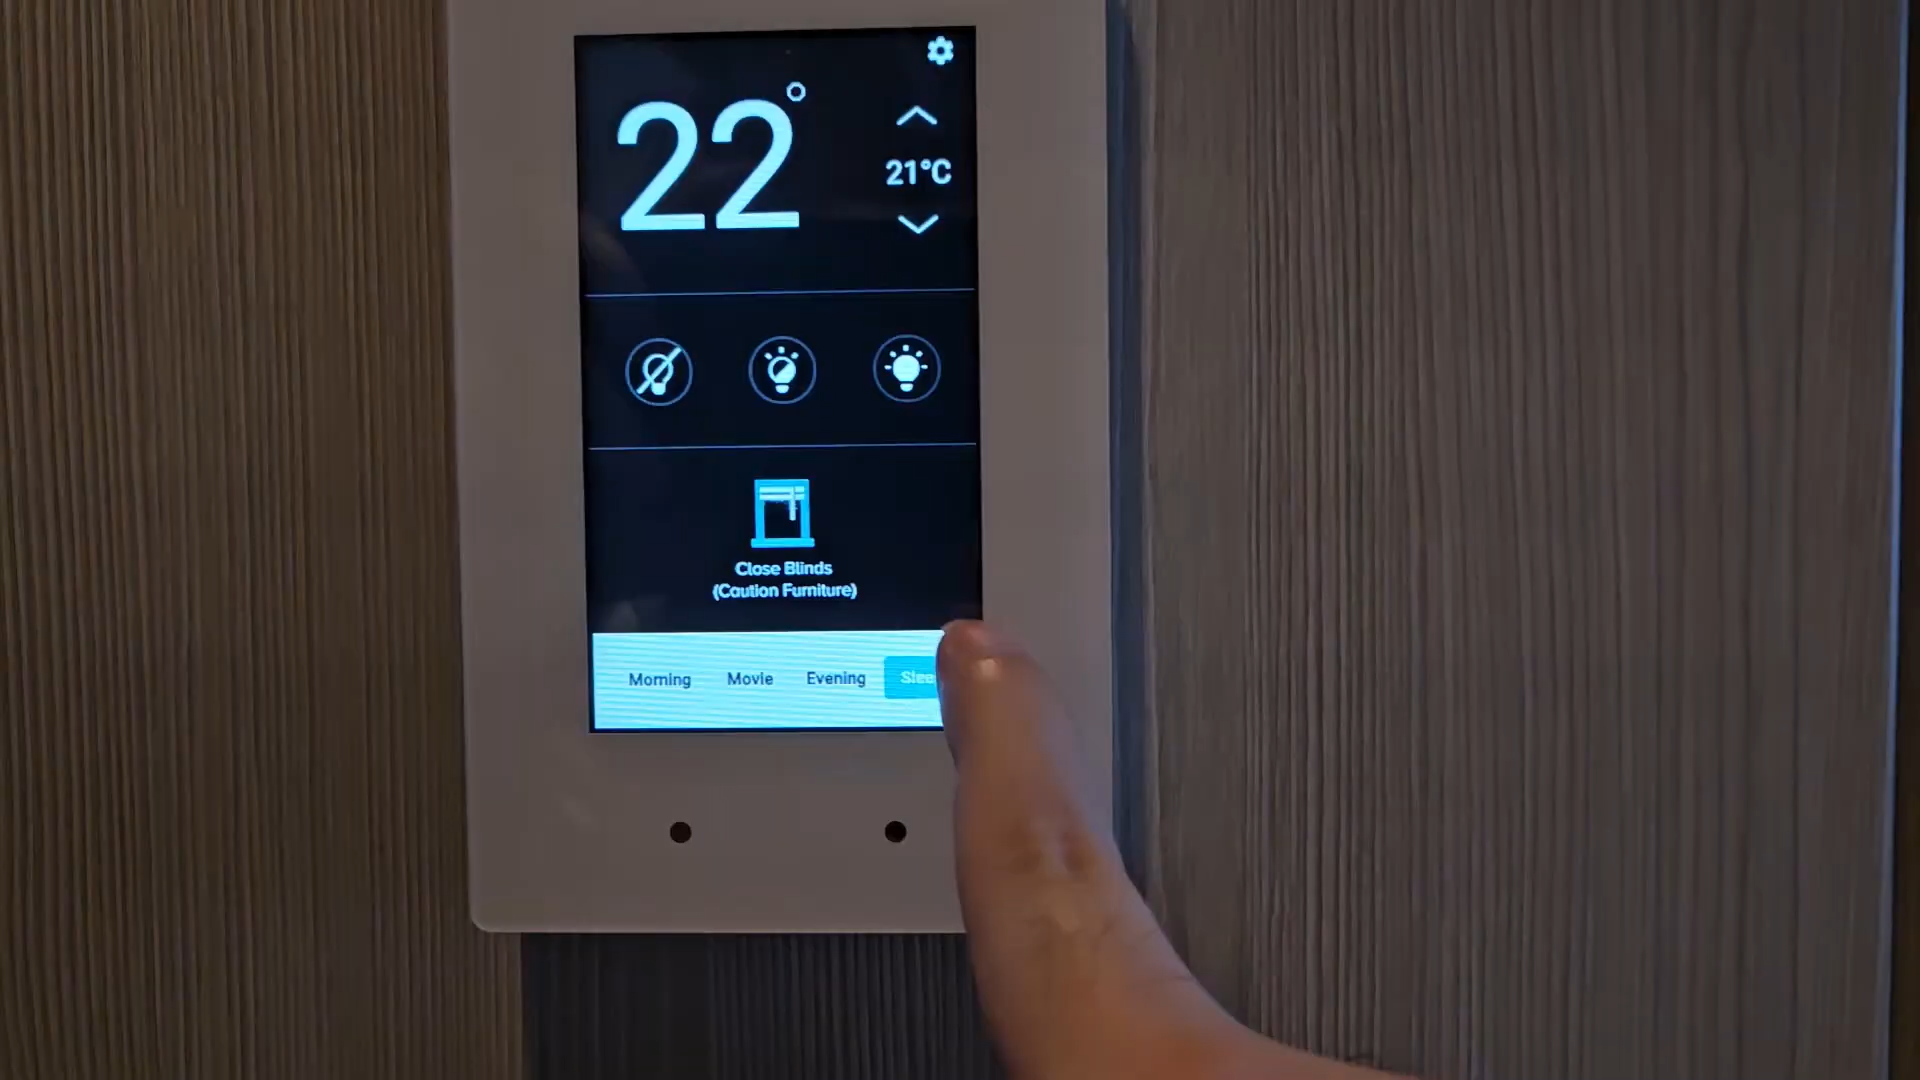 22°
21°C
Close Blinds
(Caution Furniture)
Morning Movie Evening